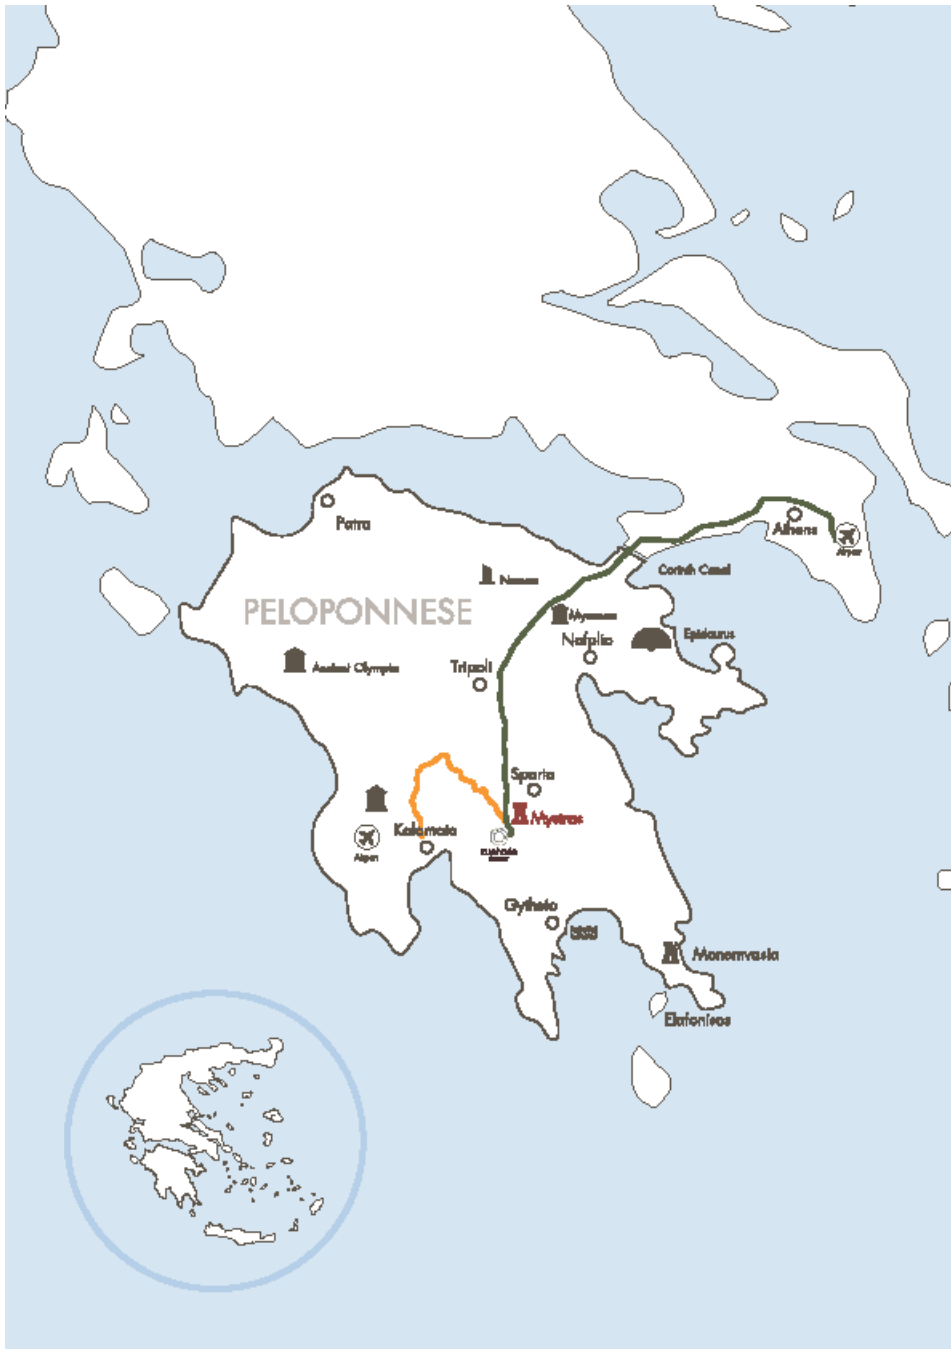 Patra
Athens
Airport
Corinth Canal
Nemea
PELOPONNESE
Mycenae
Nafplio
Epidaurus
Ancient Olympia
Tripoli
Sparta
Mystras
Kalamata
Airport
Gytheio
Monemvasia
Elafonisos